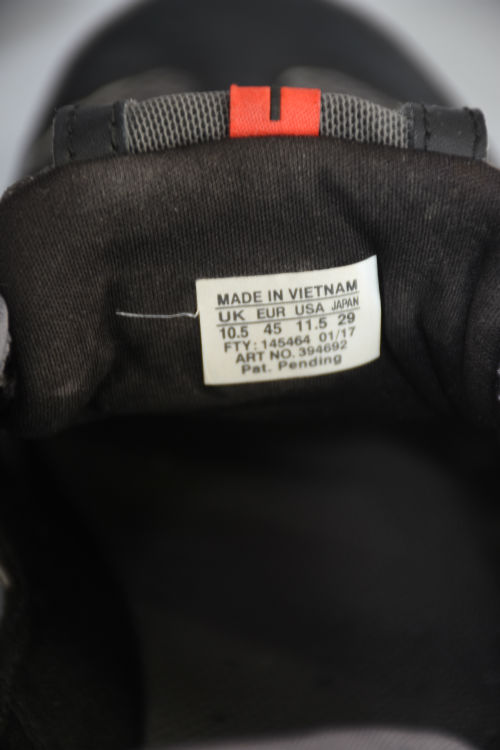 MADE IN VIETNAM
UK EUR USA JAPAN
10.5 45 11.5 29
FTY: 145464 01/17
ART NO. 394692
Pat. Pending